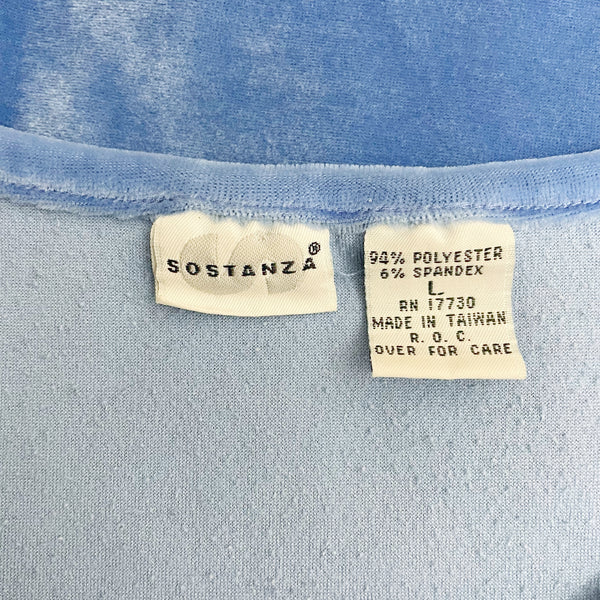 SOSTANZA®
94% POLYESTER
6% SPANDEX
L
RN 17730
MADE IN TAIWAN
R. O. C.
OVER FOR CARE